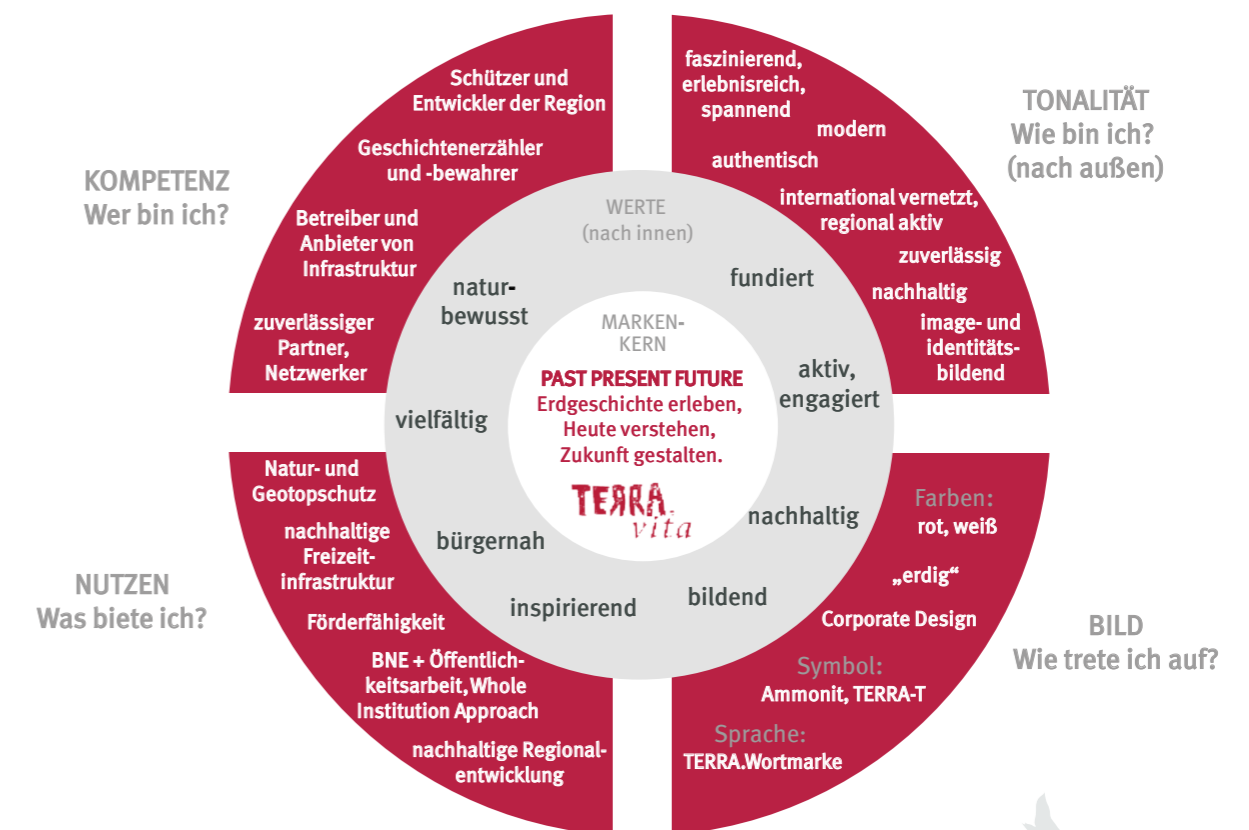 KOMPETENZ
Wer bin ich?
Schützer und
Entwickler der Region
Geschichtenerzähler
und -bewahrer
Betreiber und
Anbieter von
Infrastruktur
zuverlässiger
Partner,
Netzwerker
TONALITÄT
Wie bin ich?
(nach außen)
faszinierend,
erlebnisreich,
spannend
modern
authentisch
international vernetzt,
regional aktiv
zuverlässig
nachhaltig
image- und
identitäts-
bildend
WERTE
(nach innen)
natur-
bewusst
fundiert
aktiv,
engagiert
vielfältig
nachhaltig
bürgernah
bildend
inspirierend
MARKEN-
KERN
PAST PRESENT FUTURE
Erdgeschichte erleben,
Heute verstehen,
Zukunft gestalten.
TERRA.
vita
NUTZEN
Was biete ich?
Natur- und
Geotopschutz
nachhaltige
Freizeit-
infrastruktur
Förderfähigkeit
BNE + Öffentlich-
keitsarbeit, Whole
Institution Approach
nachhaltige Regional-
entwicklung
BILD
Wie trete ich auf?
Farben:
rot, weiß
„erdig“
Corporate Design
Symbol:
Ammonit, TERRA-T
Sprache:
TERRA.Wortmarke